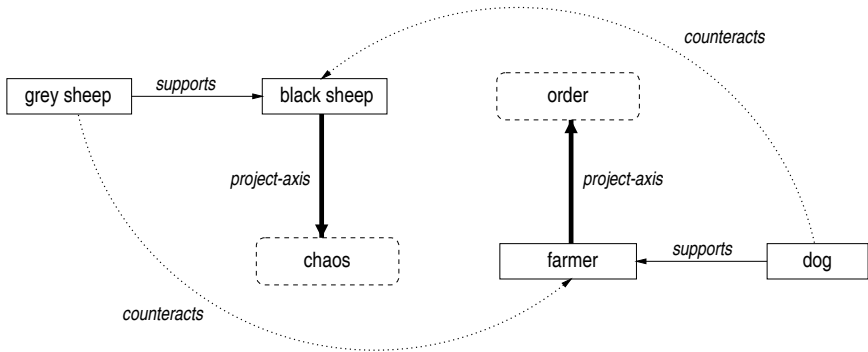 counteracts
grey sheep
supports
black sheep
order
project-axis
project-axis
chaos
farmer
supports
dog
counteracts